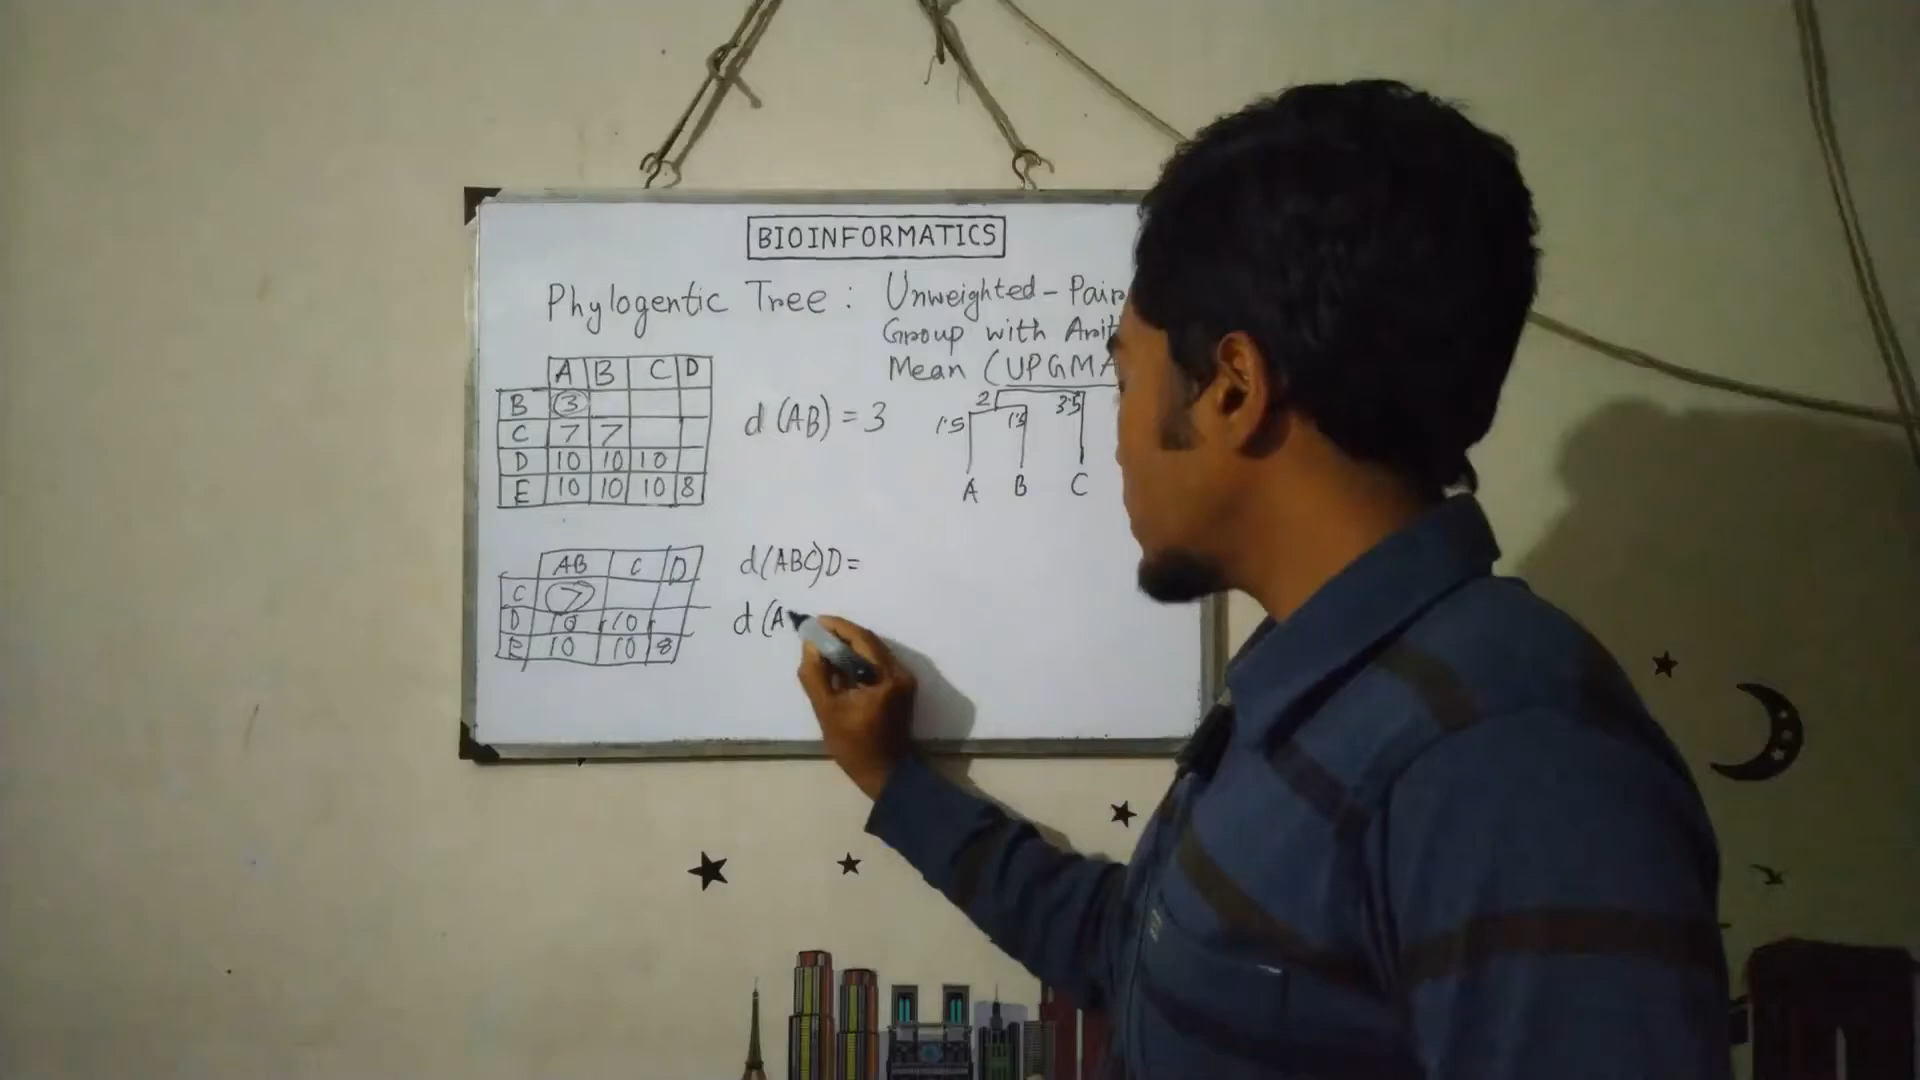 BIOINFORMATICS
Phylogentic Tree : Unweighted - Pair
Group with Arit
Mean (UPGMA
A B C D
B 3
C 7 7
D 10 10 10
E 10 10 10 8
d (AB) = 3
2 3.5
1.5 1.5
A B C
AB C D
C 7
D 10 10
E 10 10 8
d(ABC)D =
d (A